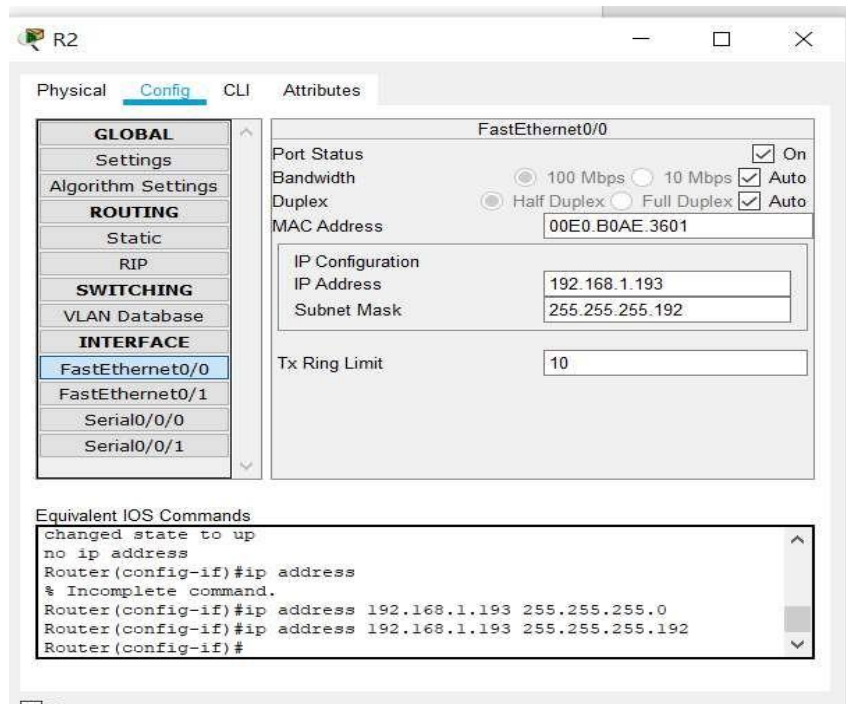 R2
Physical Config CLI Attributes
GLOBAL
Settings
Algorithm Settings
ROUTING
Static
RIP
SWITCHING
VLAN Database
INTERFACE
FastEthernet0/0
FastEthernet0/1
Serial0/0/0
Serial0/0/1
FastEthernet0/0
Port Status On
Bandwidth 100 Mbps 10 Mbps Auto
Duplex Half Duplex Full Duplex Auto
MAC Address 00E0.B0AE.3601
IP Configuration
IP Address 192.168.1.193
Subnet Mask 255.255.255.192
Tx Ring Limit 10
Equivalent IOS Commands
changed state to up
no ip address
Router(config-if)#ip address
% Incomplete command.
Router(config-if)#ip address 192.168.1.193 255.255.255.0
Router(config-if)#ip address 192.168.1.193 255.255.255.192
Router(config-if)#